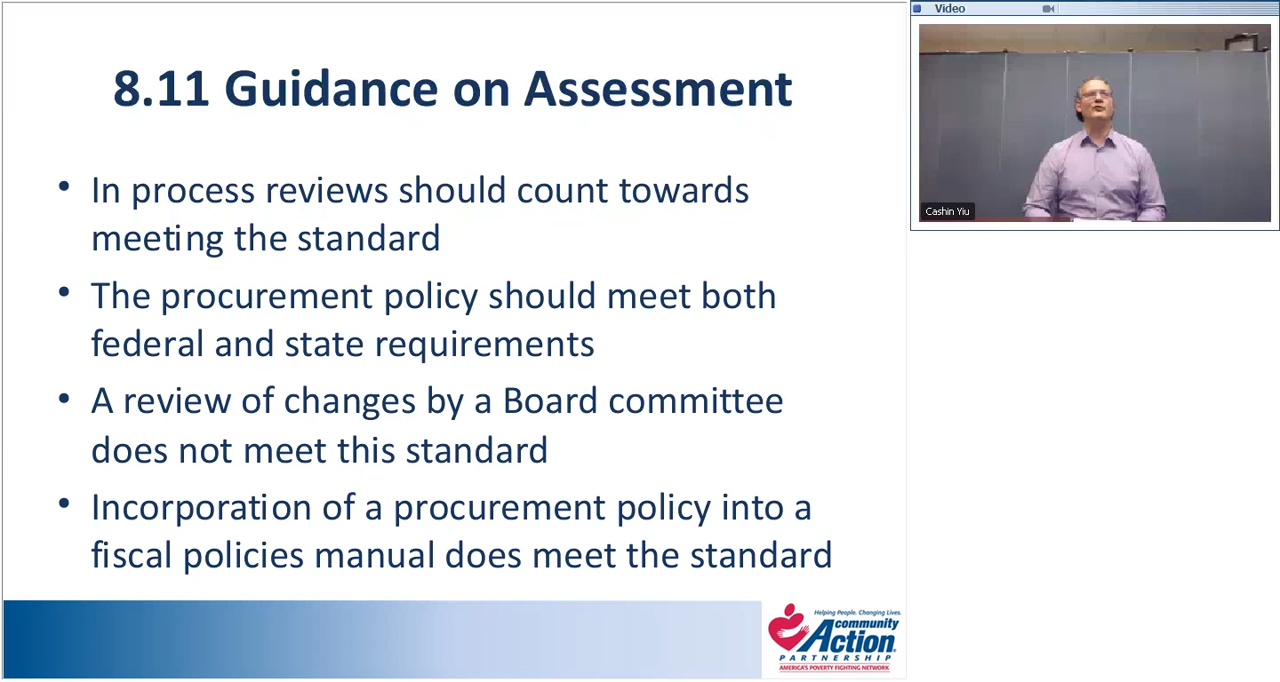 8.11 Guidance on Assessment
• In process reviews should count towards
meeting the standard
• The procurement policy should meet both
federal and state requirements
• A review of changes by a Board committee
does not meet this standard
• Incorporation of a procurement policy into a
fiscal policies manual does meet the standard
Helping People. Changing Lives.
community
Action
PARTNERSHIP
AMERICA'S POVERTY FIGHTING NETWORK
Video
Cashin Yiu